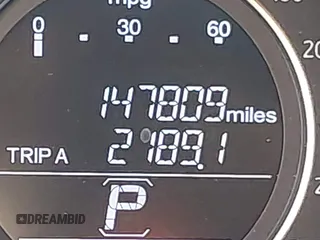 mpg
0 30 60
147809 miles
TRIP A 2189.1
P
DREAMBID